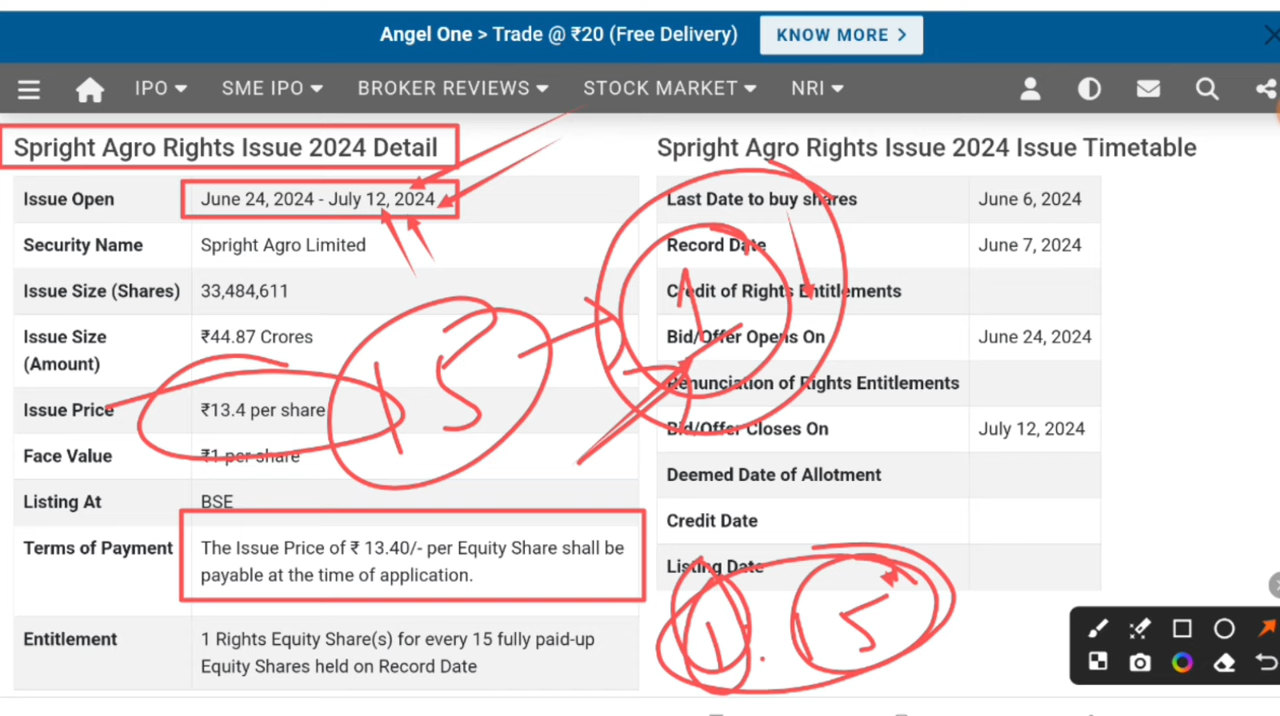 Angel One > Trade @ ₹20 (Free Delivery) KNOW MORE >
IPO SME IPO BROKER REVIEWS STOCK MARKET NRI
Spright Agro Rights Issue 2024 Detail
Issue Open June 24, 2024 - July 12, 2024
Security Name Spright Agro Limited
Issue Size (Shares) 33,484,611
Issue Size
(Amount) ₹44.87 Crores
Issue Price ₹13.4 per share
Face Value ₹1 per share
Listing At BSE
Terms of Payment The Issue Price of ₹ 13.40/- per Equity Share shall be
payable at the time of application.
Entitlement 1 Rights Equity Share(s) for every 15 fully paid-up
Equity Shares held on Record Date
15
Spright Agro Rights Issue 2024 Issue Timetable
Last Date to buy shares June 6, 2024
Record Date June 7, 2024
Credit of Rights Entitlements
Bid/Offer Opens On June 24, 2024
Renunciation of Rights Entitlements
Bid/Offer Closes On July 12, 2024
Deemed Date of Allotment
Credit Date
Listing Date
1
1 . 15